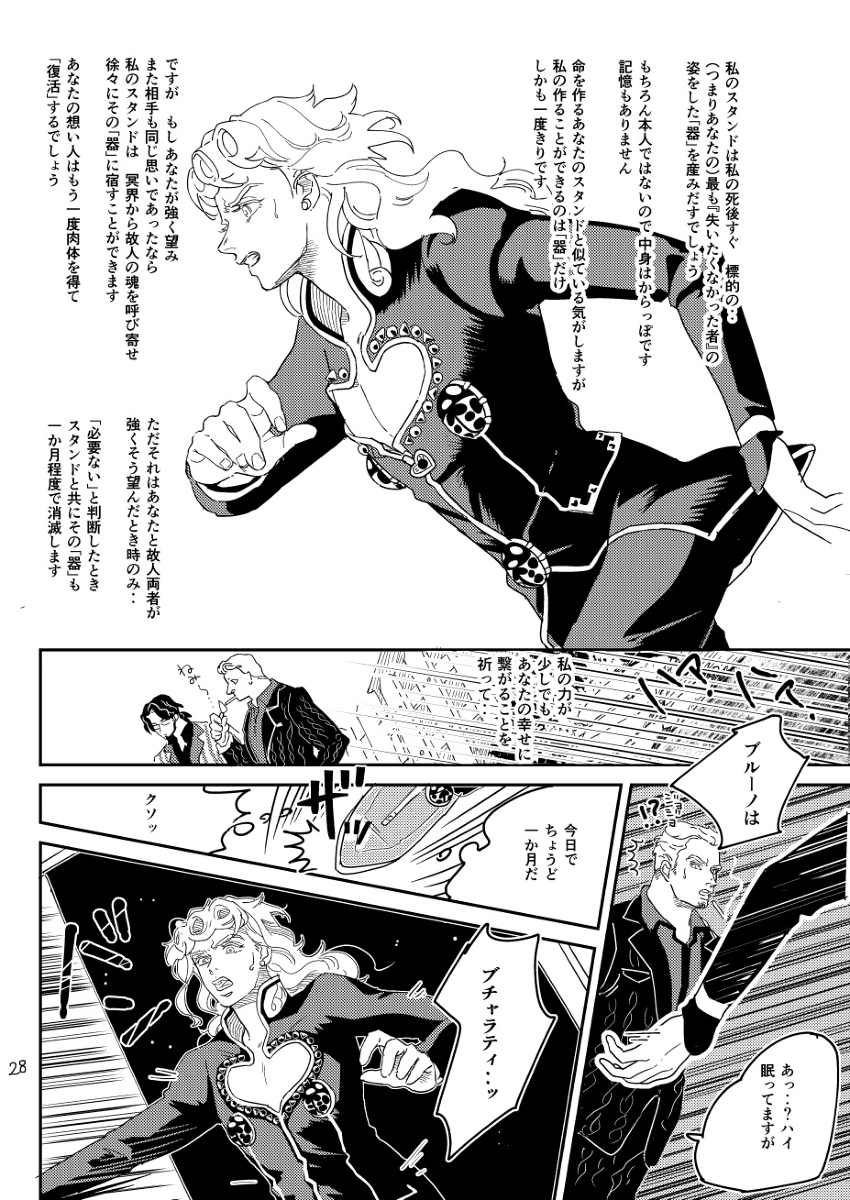 私のスタンドは私の死後すぐ　標的の‥
(つまりあなたの)最も『失いたくなかった者』の
姿をした「器」を産みだすでしょう
もちろん本人ではないので中身はからっぽです
記憶もありません
命を作るあなたのスタンドと似ている気がしますが
私の作ることができるのは「器」だけ
しかも一度きりです
ですが　もし あなたが強く望み
また相手も同じ思いであったなら
私のスタンドは　冥界から故人の魂を呼び寄せ
徐々にその「器」に宿すことができます
あなたの想い人はもう一度肉体を得て
「復活」するでしょう
ただそれはあなたと故人両者が
強くそう望んだとき時のみ‥
「必要ない」と判断したとき
スタンドと共にその「器」も
一か月程度で消滅します
私の力が
少しでも
あなたの幸せに
繋がることを
祈って‥
ハァ、ハァ、
ねみ〜
ブルーノは
ジョジョ
!?
あっ‥？ハイ
眠ってますが
今日で
ちょうど
一か月だ
ザッ
クソッ
ブチャラティ‥ッ
28